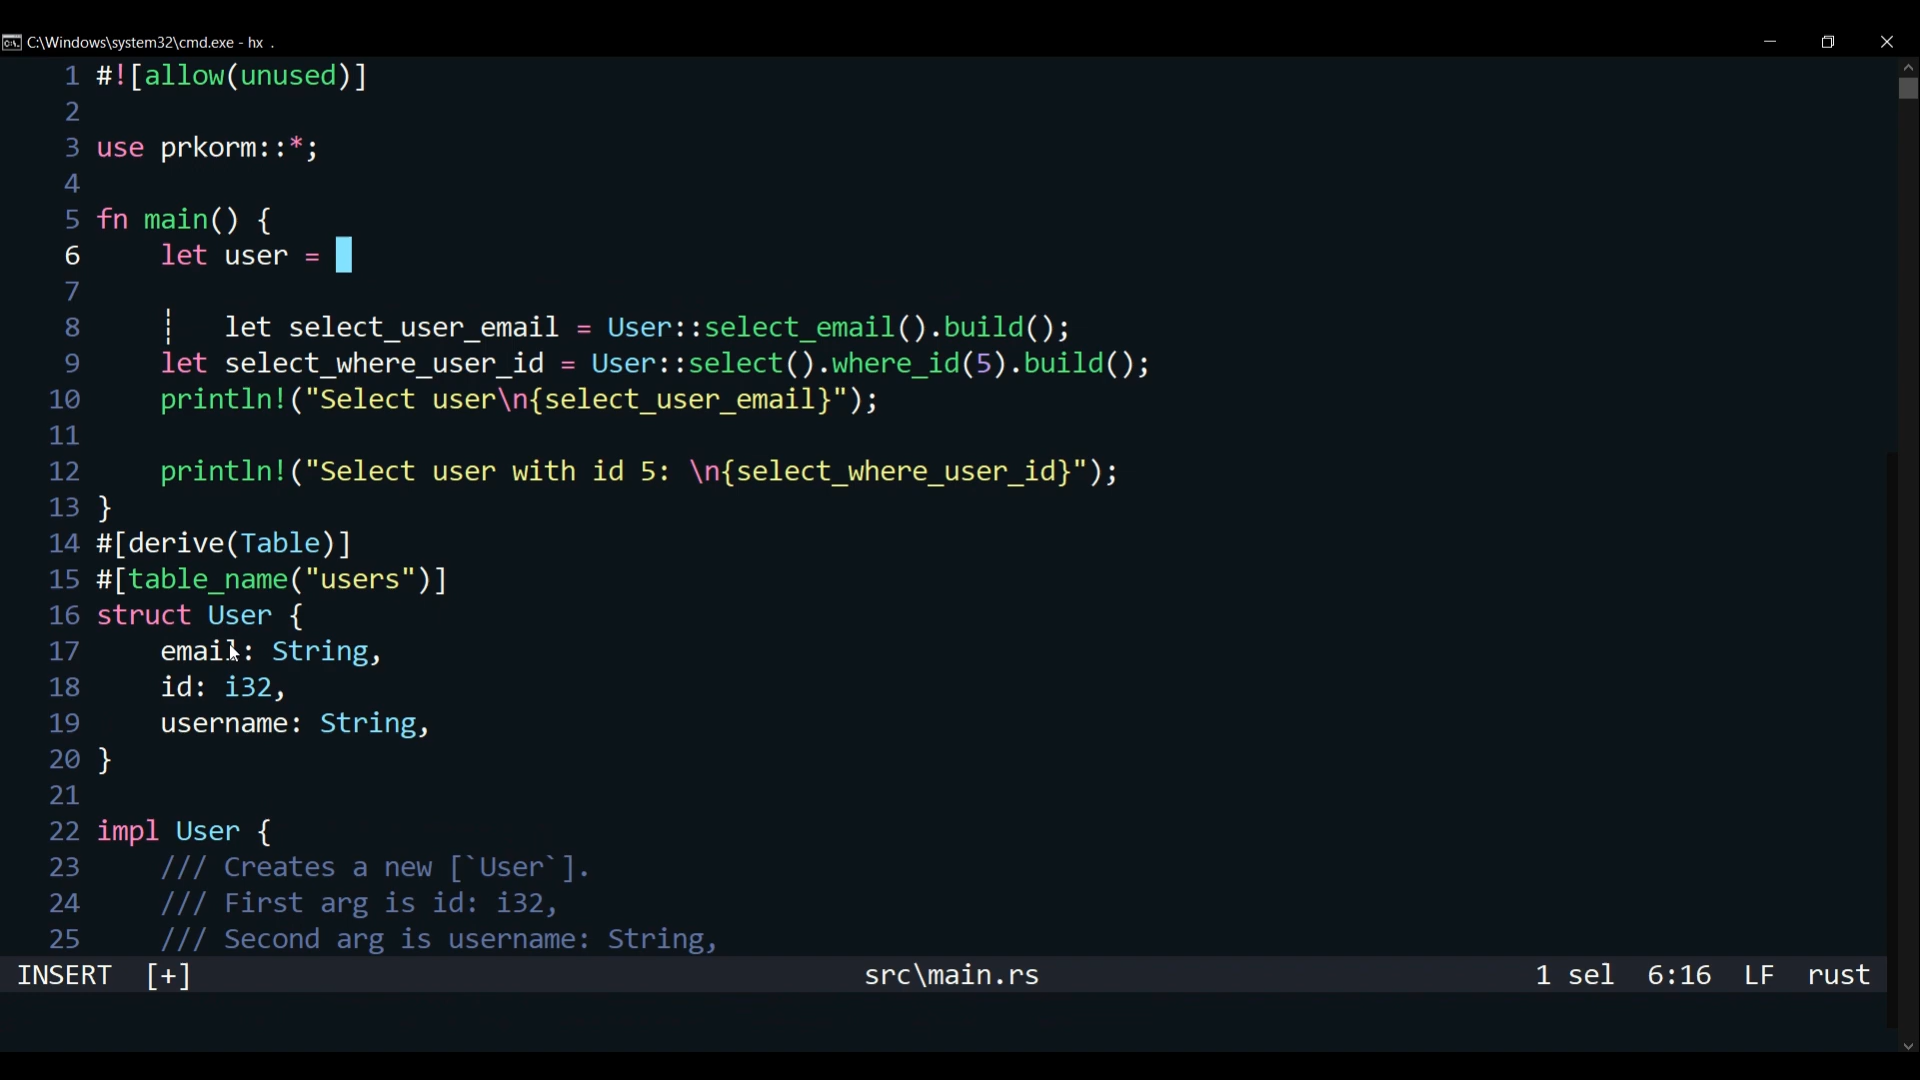 C:\Windows\system32\cmd.exe - hx .
1 #![allow(unused)]
2
3 use prkorm::*;
4
5 fn main() {
6 let user =
7
8 let select_user_email = User::select_email().build();
9 let select_where_user_id = User::select().where_id(5).build();
10 println!("Select user\n{select_user_email}");
11
12 println!("Select user with id 5: \n{select_where_user_id}");
13 }
14 #[derive(Table)]
15 #[table_name("users")]
16 struct User {
17 email: String,
18 id: i32,
19 username: String,
20 }
21
22 impl User {
23 /// Creates a new [`User`].
24 /// First arg is id: i32,
25 /// Second arg is username: String,
INSERT [+] src\main.rs 1 sel 6:16 LF rust